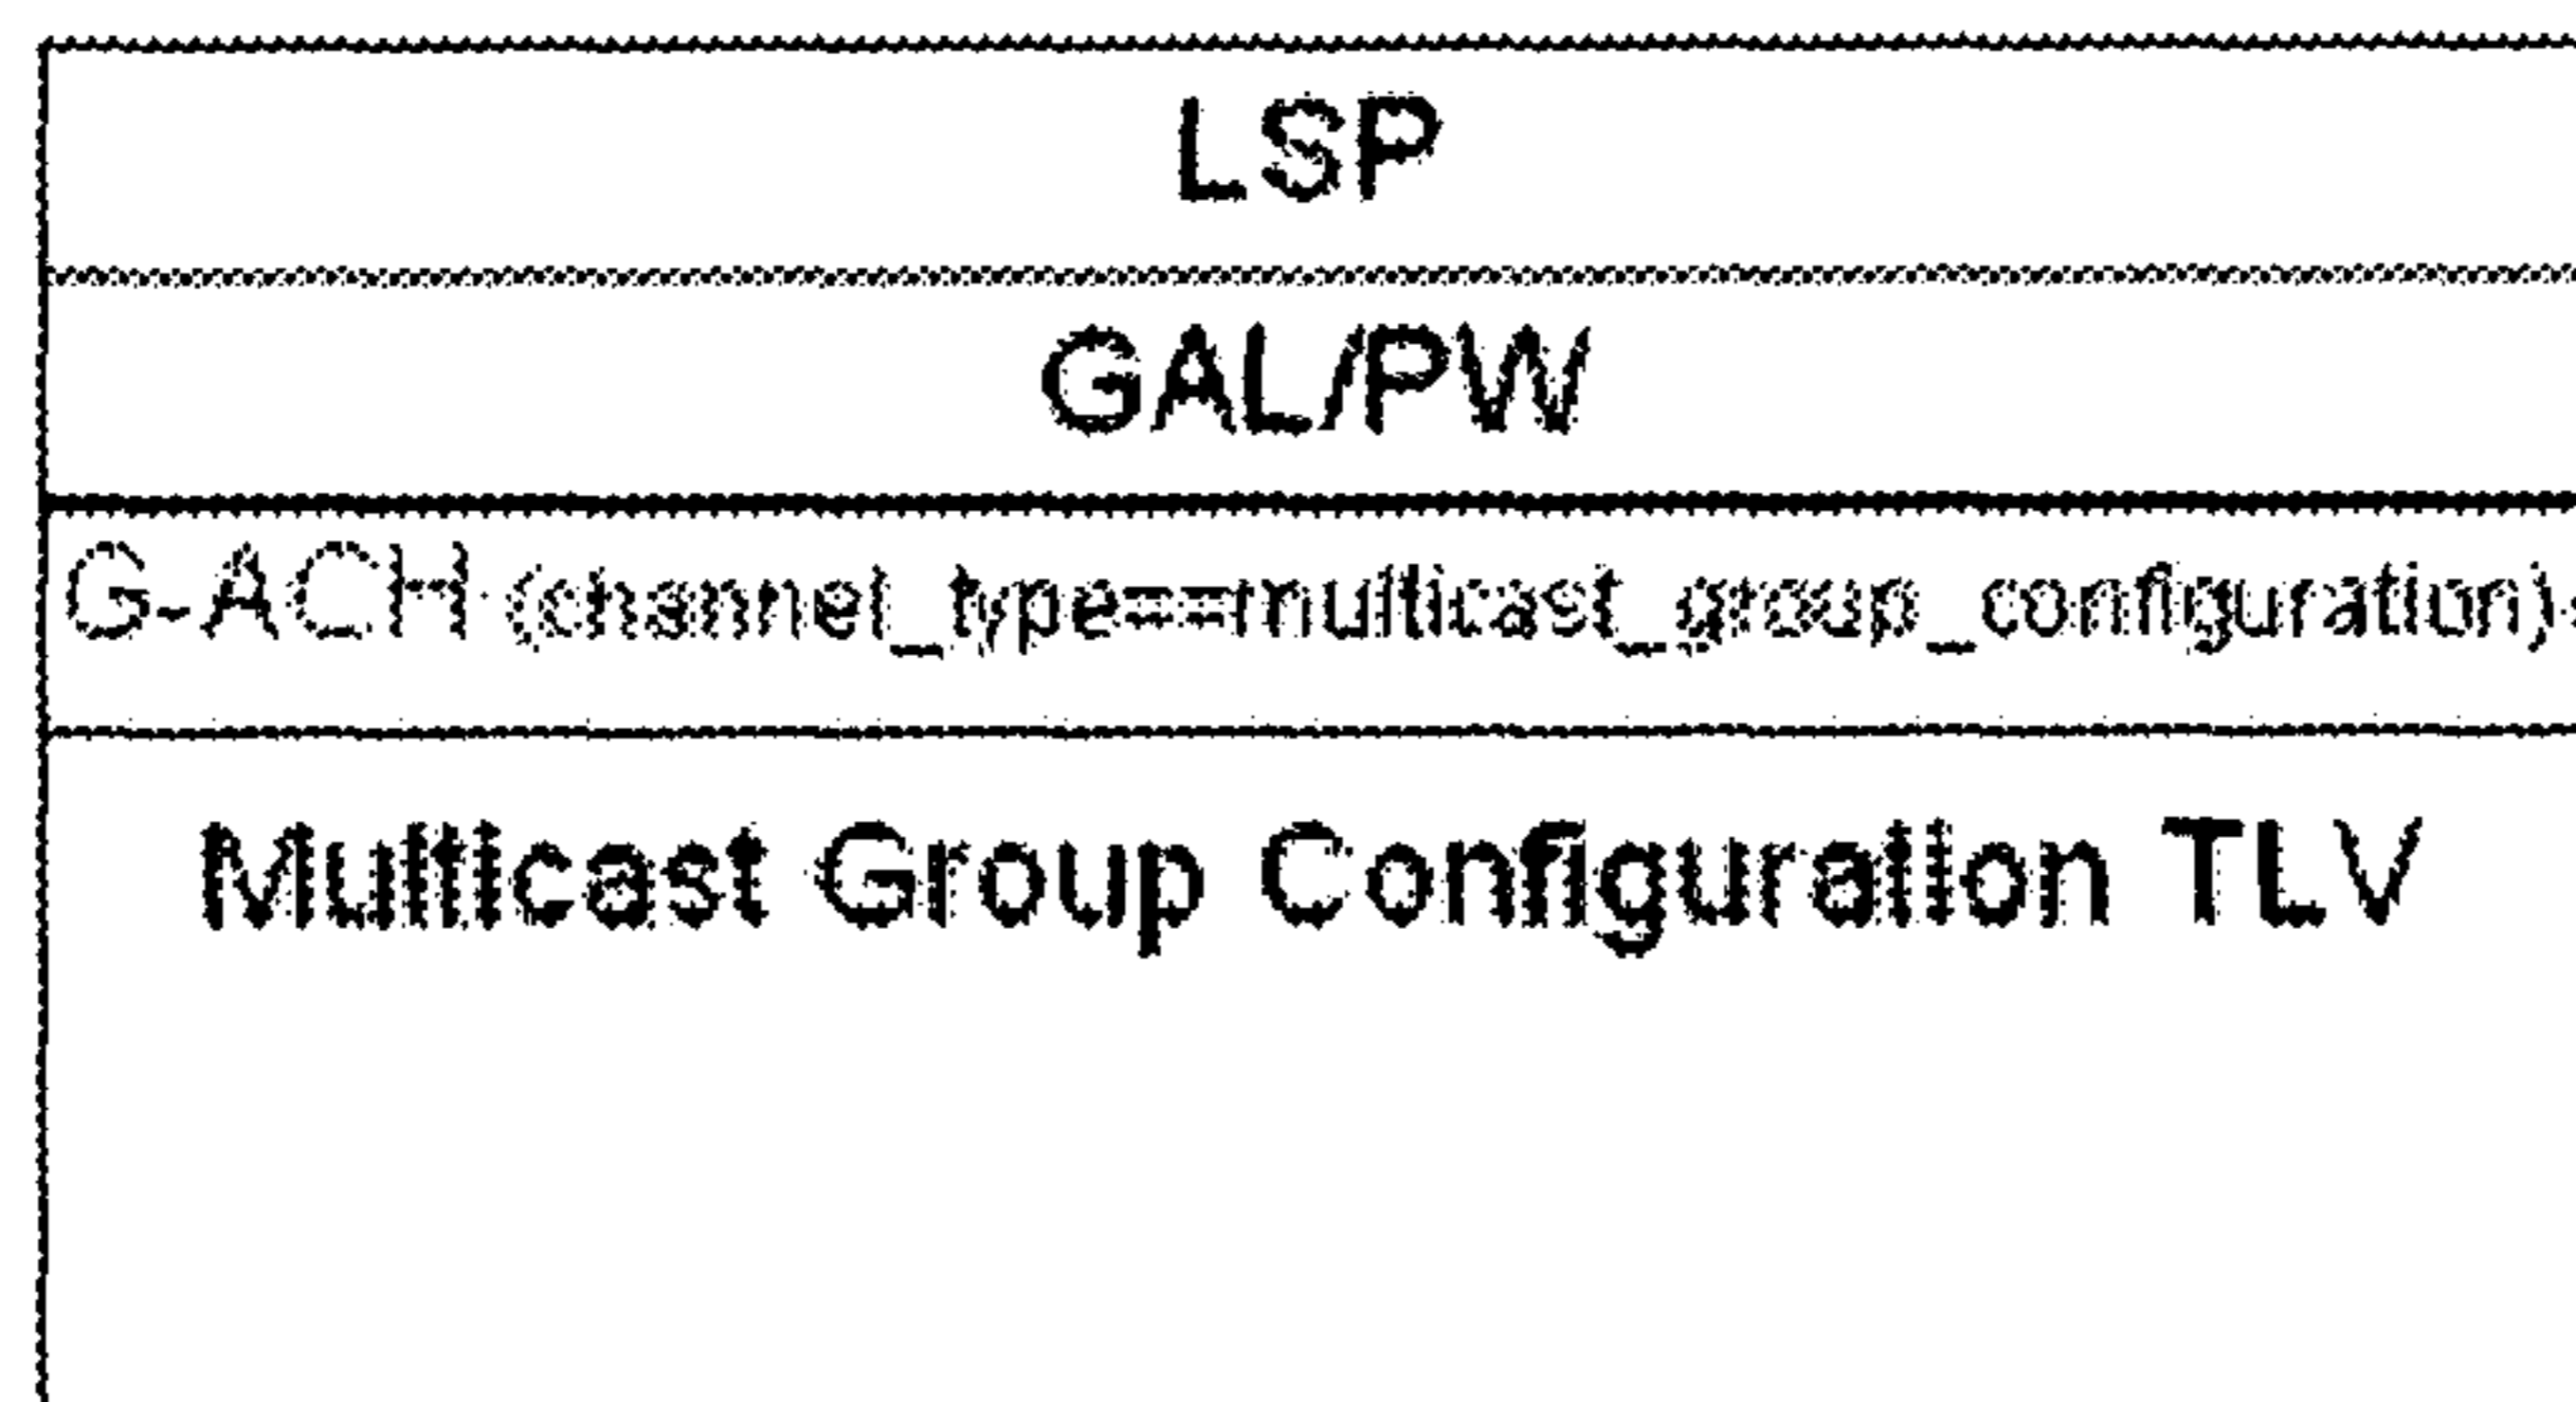 LSP
GAL/PW
G-ACH (channel_type==multicast_group_configuration)
Multicast Group Configuration TLV